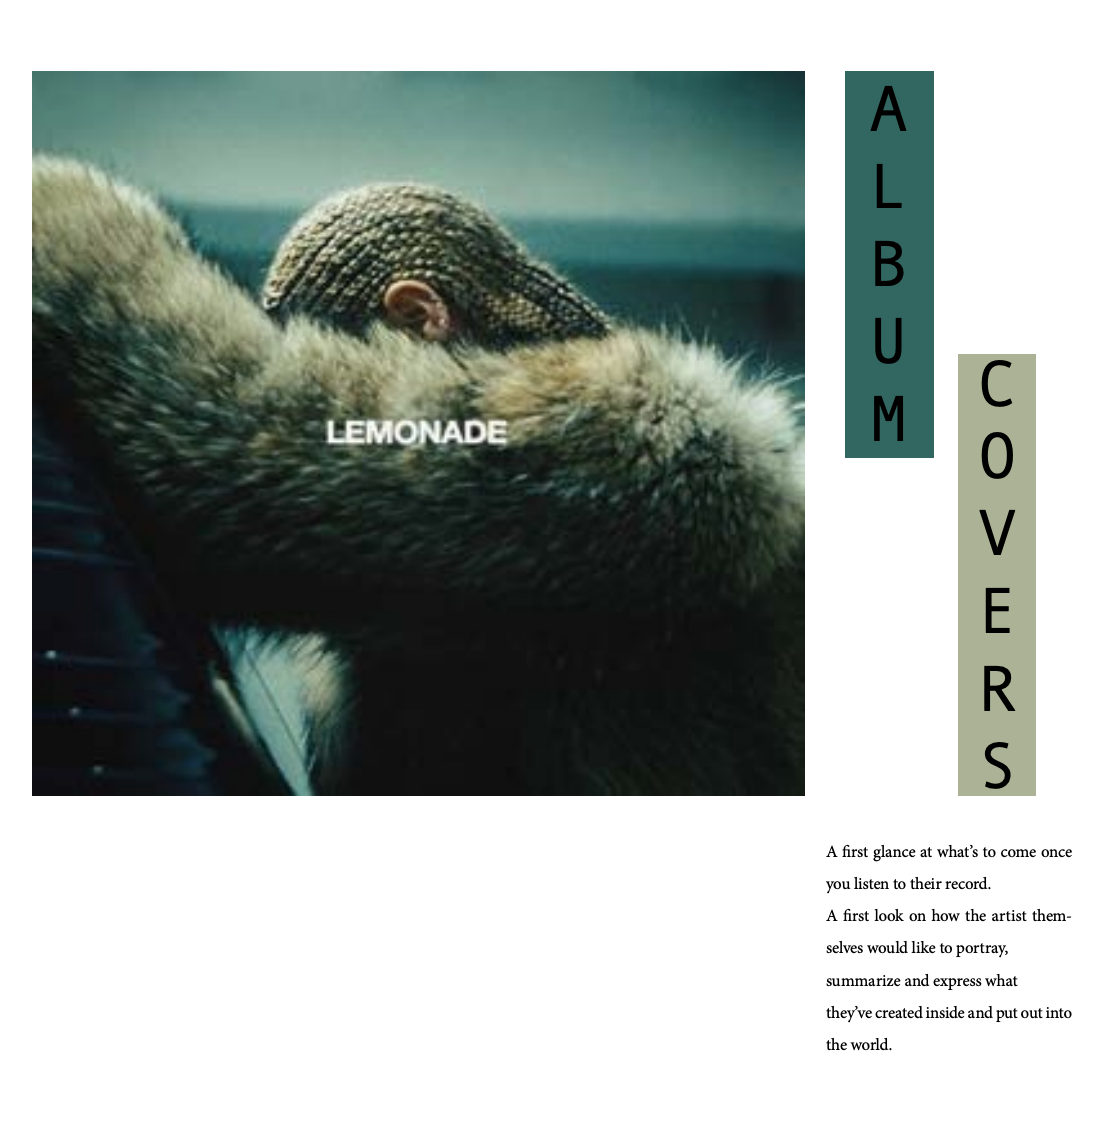 LEMONADE
ALBUM
COVERS
A first glance at what’s to come once
you listen to their record.
A first look on how the artist them-
selves would like to portray,
summarize and express what
they’ve created inside and put out into
the world.